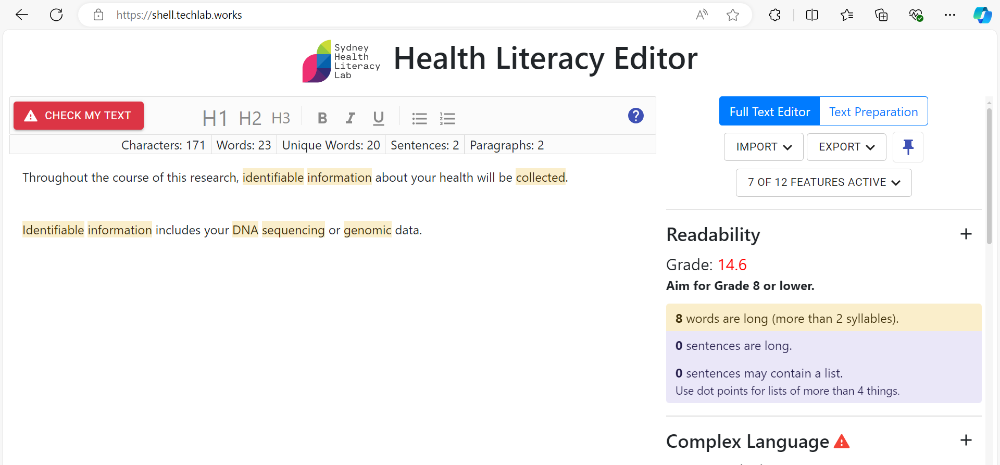 https://shell.techlab.works
Sydney
Health
Literacy
Lab
Health Literacy Editor
CHECK MY TEXT
H1 H2 H3 B I U
Characters: 171 Words: 23 Unique Words: 20 Sentences: 2 Paragraphs: 2
Throughout the course of this research, identifiable information about your health will be collected.
Identifiable information includes your DNA sequencing or genomic data.
Full Text Editor Text Preparation
IMPORT EXPORT
7 OF 12 FEATURES ACTIVE
Readability
Grade: 14.6
Aim for Grade 8 or lower.
8 words are long (more than 2 syllables).
0 sentences are long.
0 sentences may contain a list.
Use dot points for lists of more than 4 things.
Complex Language